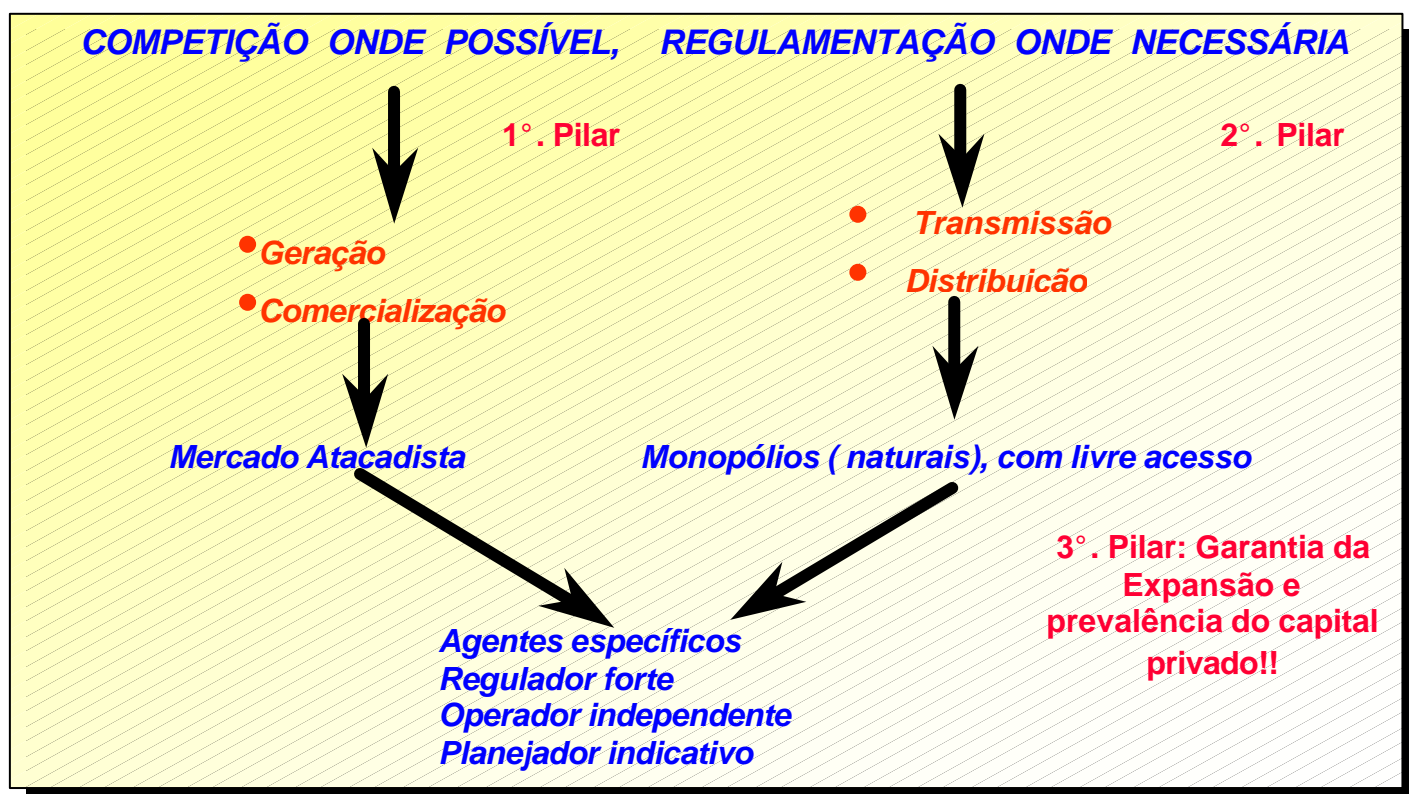 COMPETIÇÃO ONDE POSSÍVEL, REGULAMENTAÇÃO ONDE NECESSÁRIA
1°. Pilar
2°. Pilar
• Geração
• Comercialização
• Transmissão
• Distribuicão
Mercado Atacadista
Monopólios ( naturais), com livre acesso
3°. Pilar: Garantia da
Expansão e
prevalência do capital
privado!!
Agentes específicos
Regulador forte
Operador independente
Planejador indicativo